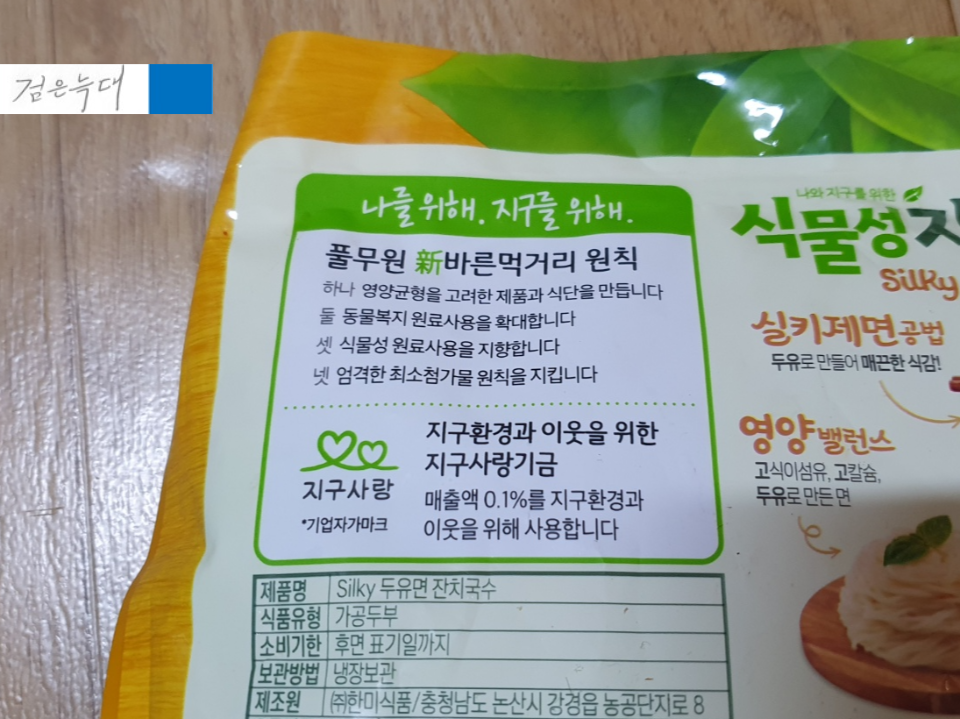 검은늑대
나를 위해. 지구를 위해.
풀무원 新바른먹거리 원칙
하나 영양균형을 고려한 제품과 식단을 만듭니다
둘 동물복지 원료사용을 확대합니다
셋 식물성 원료사용을 지향합니다
넷 엄격한 최소첨가물 원칙을 지킵니다
지구사랑
*기업자가마크
지구환경과 이웃을 위한
지구사랑기금
매출액 0.1%를 지구환경과
이웃을 위해 사용합니다
나와 지구를 위한
식물성 지
Silky
실키제면공법
두유로 만들어 매끈한 식감!
영양밸런스
고식이섬유, 고칼슘,
두유로 만든 면
제품명 Silky 두유면 잔치국수
식품유형 가공두부
소비기한 후면 표기일까지
보관방법 냉장보관
제조원 ㈜한미식품/충청남도 논산시 강경읍 농공단지로 8